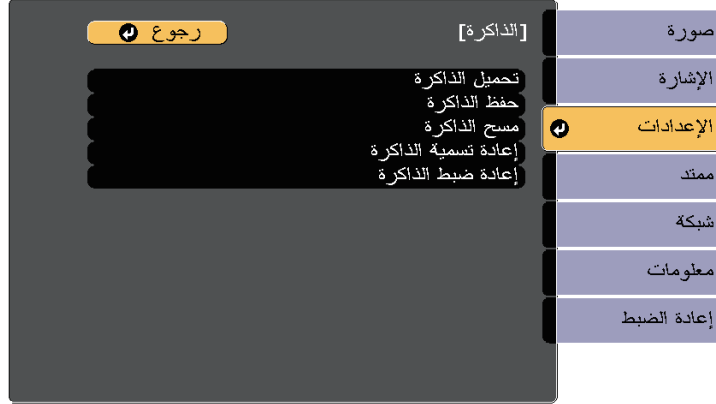 صورة
الإشارة
الإعدادات
ممتد
شبكة
معلومات
إعادة الضبط
[الذاكرة]
رجوع
تحميل الذاكرة
حفظ الذاكرة
مسح الذاكرة
إعادة تسمية الذاكرة
إعادة ضبط الذاكرة